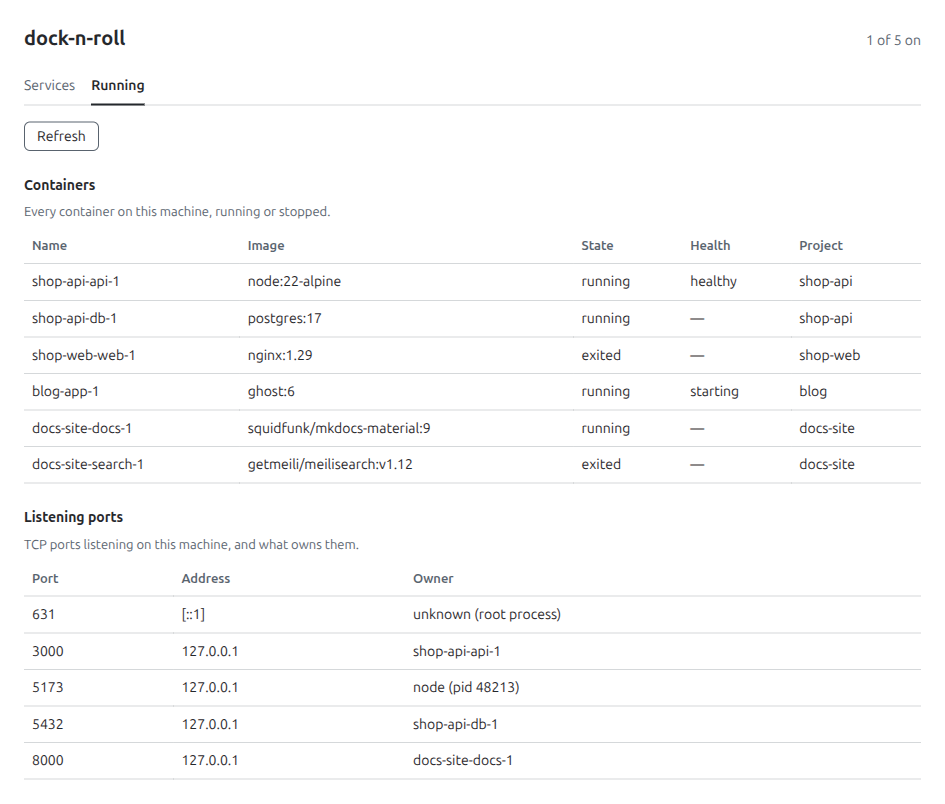 dock-n-roll
1 of 5 on
Services Running
Refresh
Containers
Every container on this machine, running or stopped.
Name Image State Health Project
shop-api-api-1 node:22-alpine running healthy shop-api
shop-api-db-1 postgres:17 running — shop-api
shop-web-web-1 nginx:1.29 exited — shop-web
blog-app-1 ghost:6 running starting blog
docs-site-docs-1 squidfunk/mkdocs-material:9 running — docs-site
docs-site-search-1 getmeili/meilisearch:v1.12 exited — docs-site
Listening ports
TCP ports listening on this machine, and what owns them.
Port Address Owner
631 [::1] unknown (root process)
3000 127.0.0.1 shop-api-api-1
5173 127.0.0.1 node (pid 48213)
5432 127.0.0.1 shop-api-db-1
8000 127.0.0.1 docs-site-docs-1